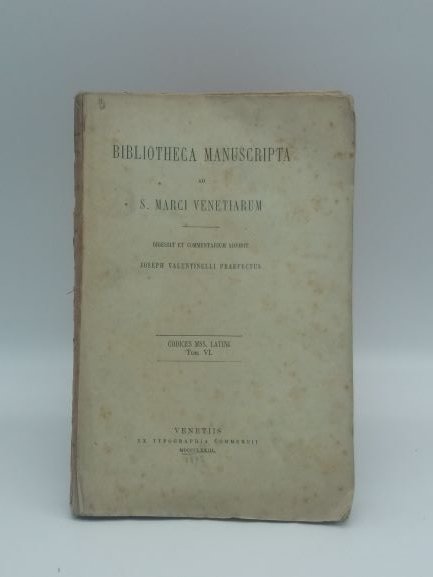 BIBLIOTHECA MANUSCRIPTA
AD
S. MARCI VENETIARUM
DIGESSIT ET COMMENTARIUM ADDIDIT
JOSEPH VALENTINELLI PRAEFECTUS
CODICES MSS. LATINI
Tom. VI.
VENETIIS
EX TYPOGRAPHIA COMMERCII
MDCCCLXXIII.